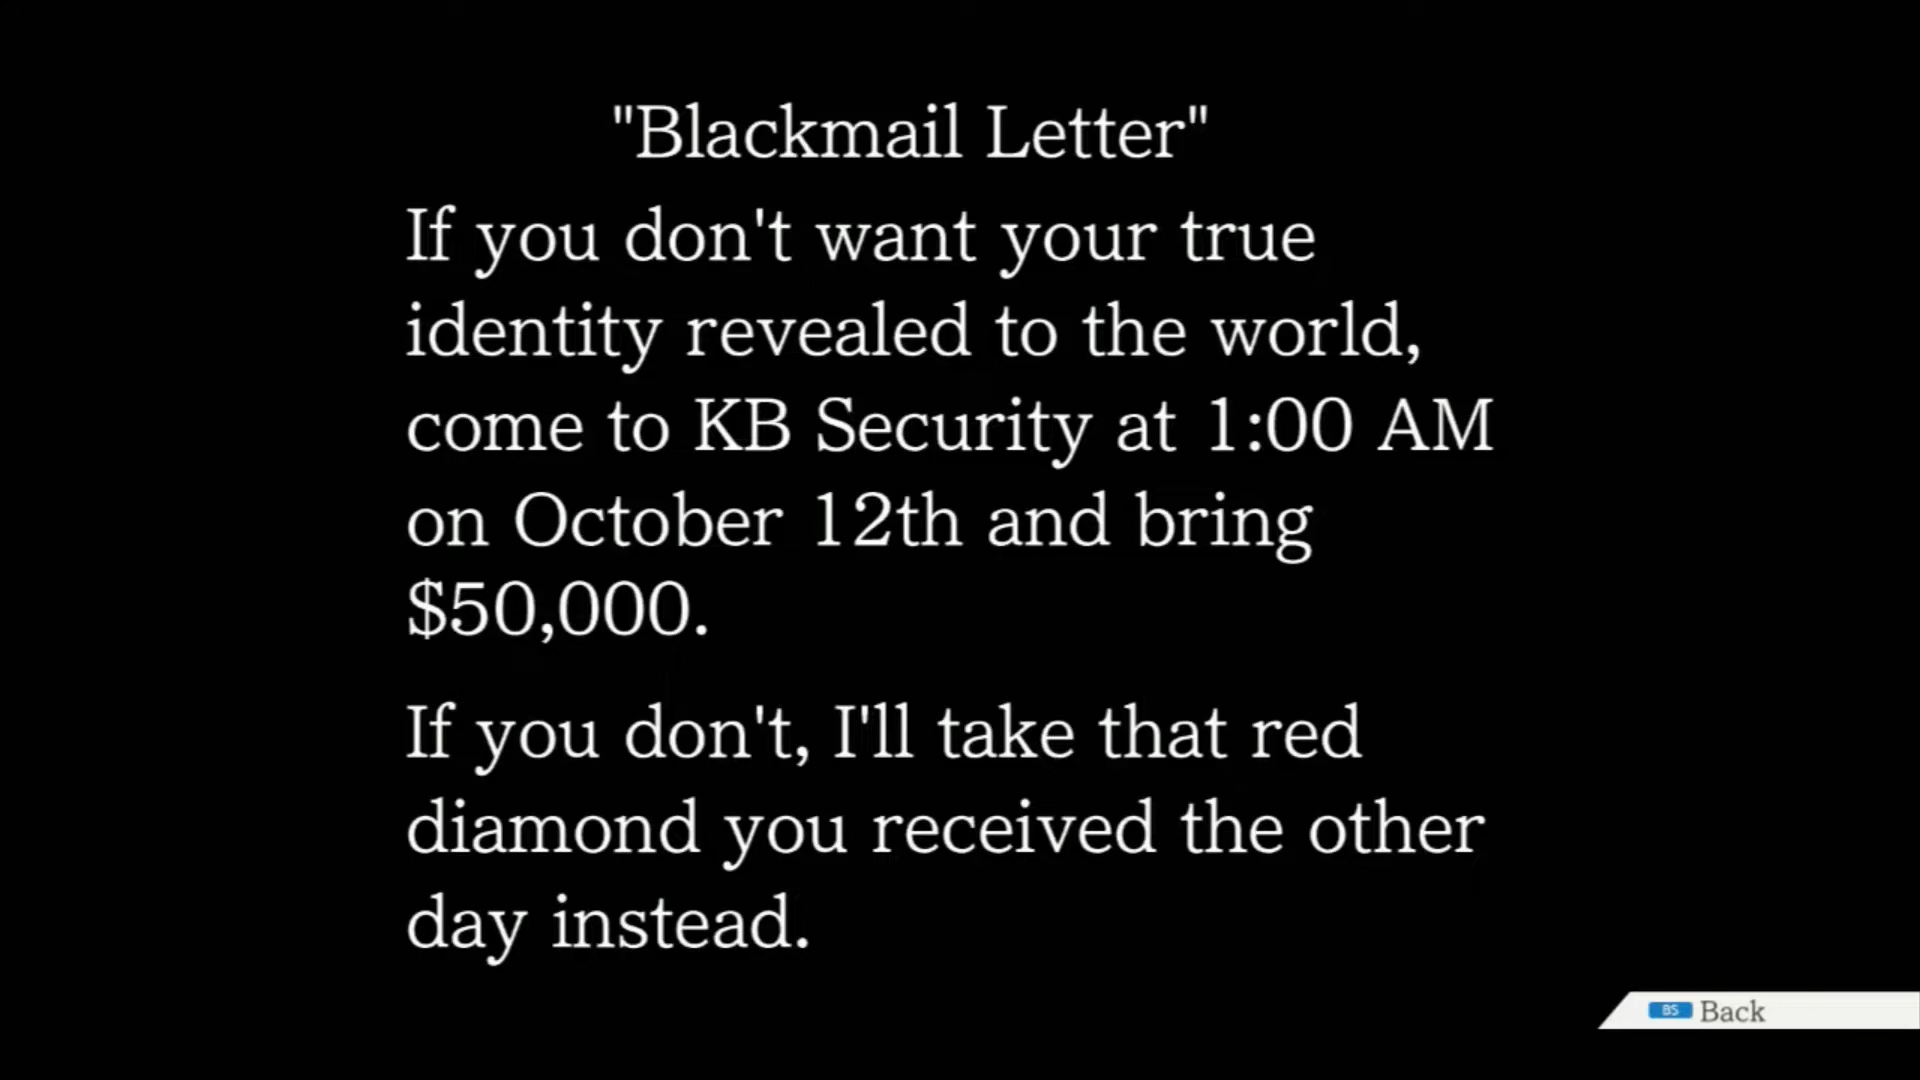 "Blackmail Letter"
If you don't want your true
identity revealed to the world,
come to KB Security at 1:00 AM
on October 12th and bring
$50,000.
If you don't, I'll take that red
diamond you received the other
day instead.
BS Back